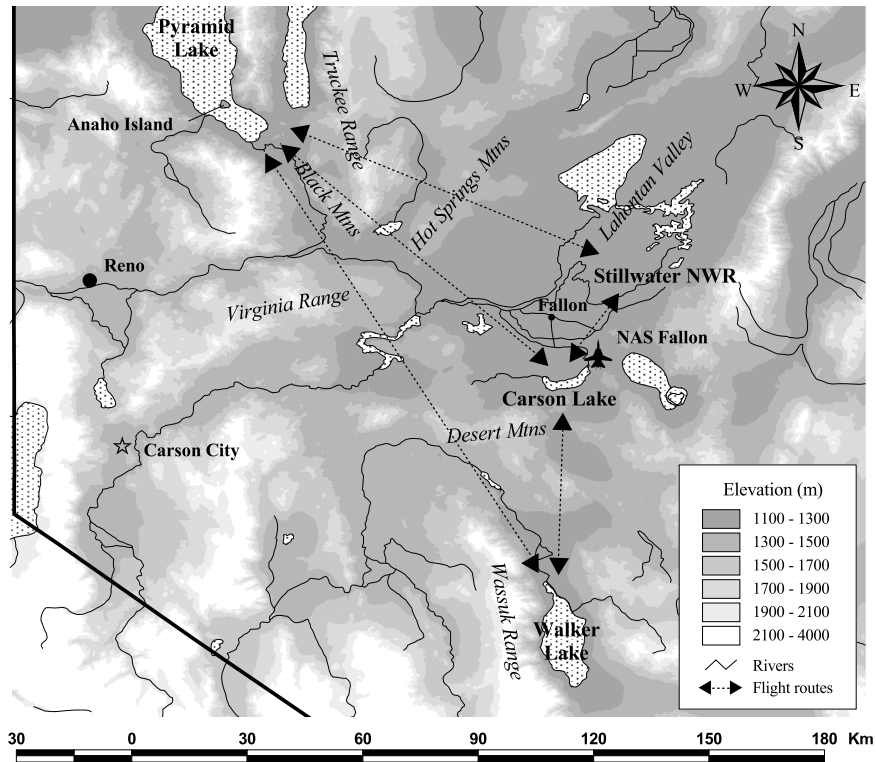 Pyramid
Lake
N
W
E
S
Truckee Range
Anaho Island
Black Mtns
Hot Springs Mtns
Lahontan Valley
Reno
Stillwater NWR
Virginia Range
Fallon
NAS Fallon
Carson Lake
Desert Mtns
Carson City
Wassuk Range
Walker
Lake
Elevation (m)
1100 - 1300
1300 - 1500
1500 - 1700
1700 - 1900
1900 - 2100
2100 - 4000
Rivers
Flight routes
30 0 30 60 90 120 150 180 Km